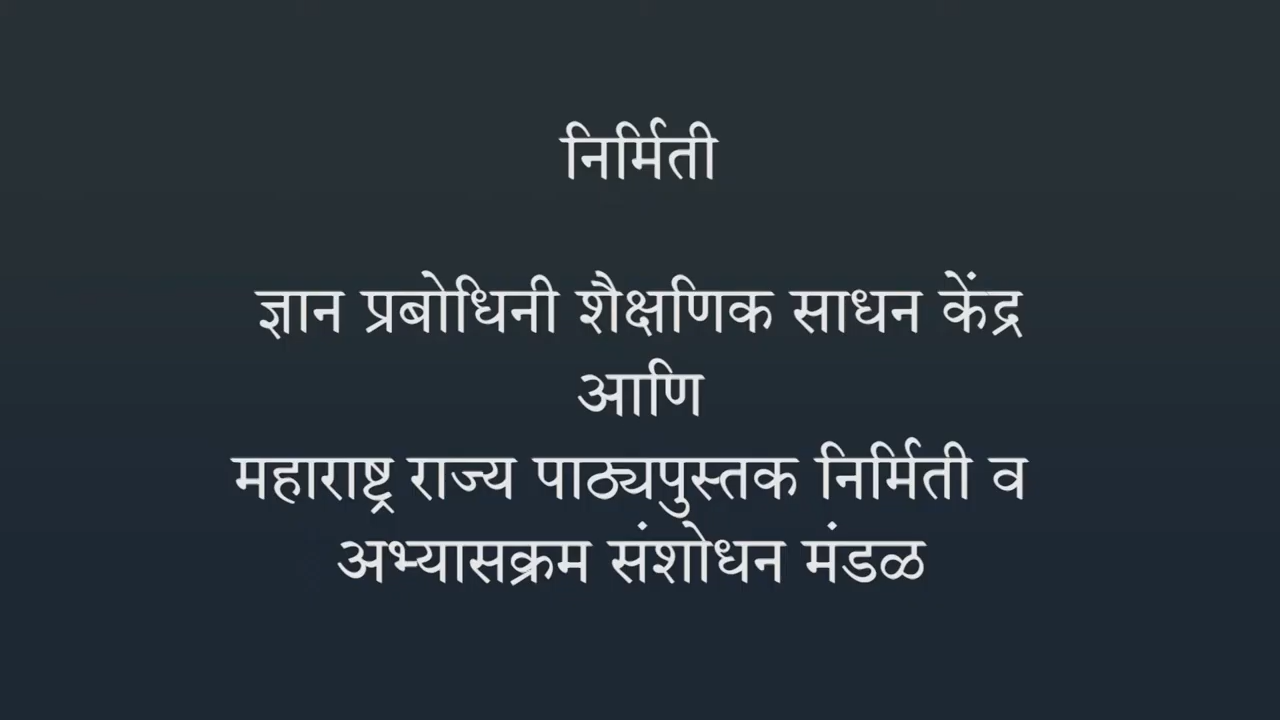 निर्मिती
ज्ञान प्रबोधिनी शैक्षणिक साधन केंद्र
आणि
महाराष्ट्र राज्य पाठ्यपुस्तक निर्मिती व
अभ्यासक्रम संशोधन मंडळ